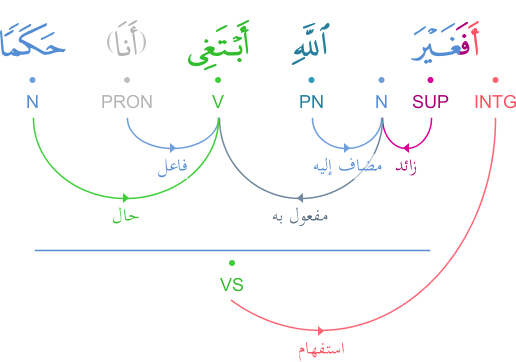 أَفَغَيْرَ ٱللَّهِ أَبْتَغِى (أَنَا) حَكَمًا
N PRON V PN N SUP INTG
فاعل مضاف إليه زائد
حال مفعول به
VS
استفهام